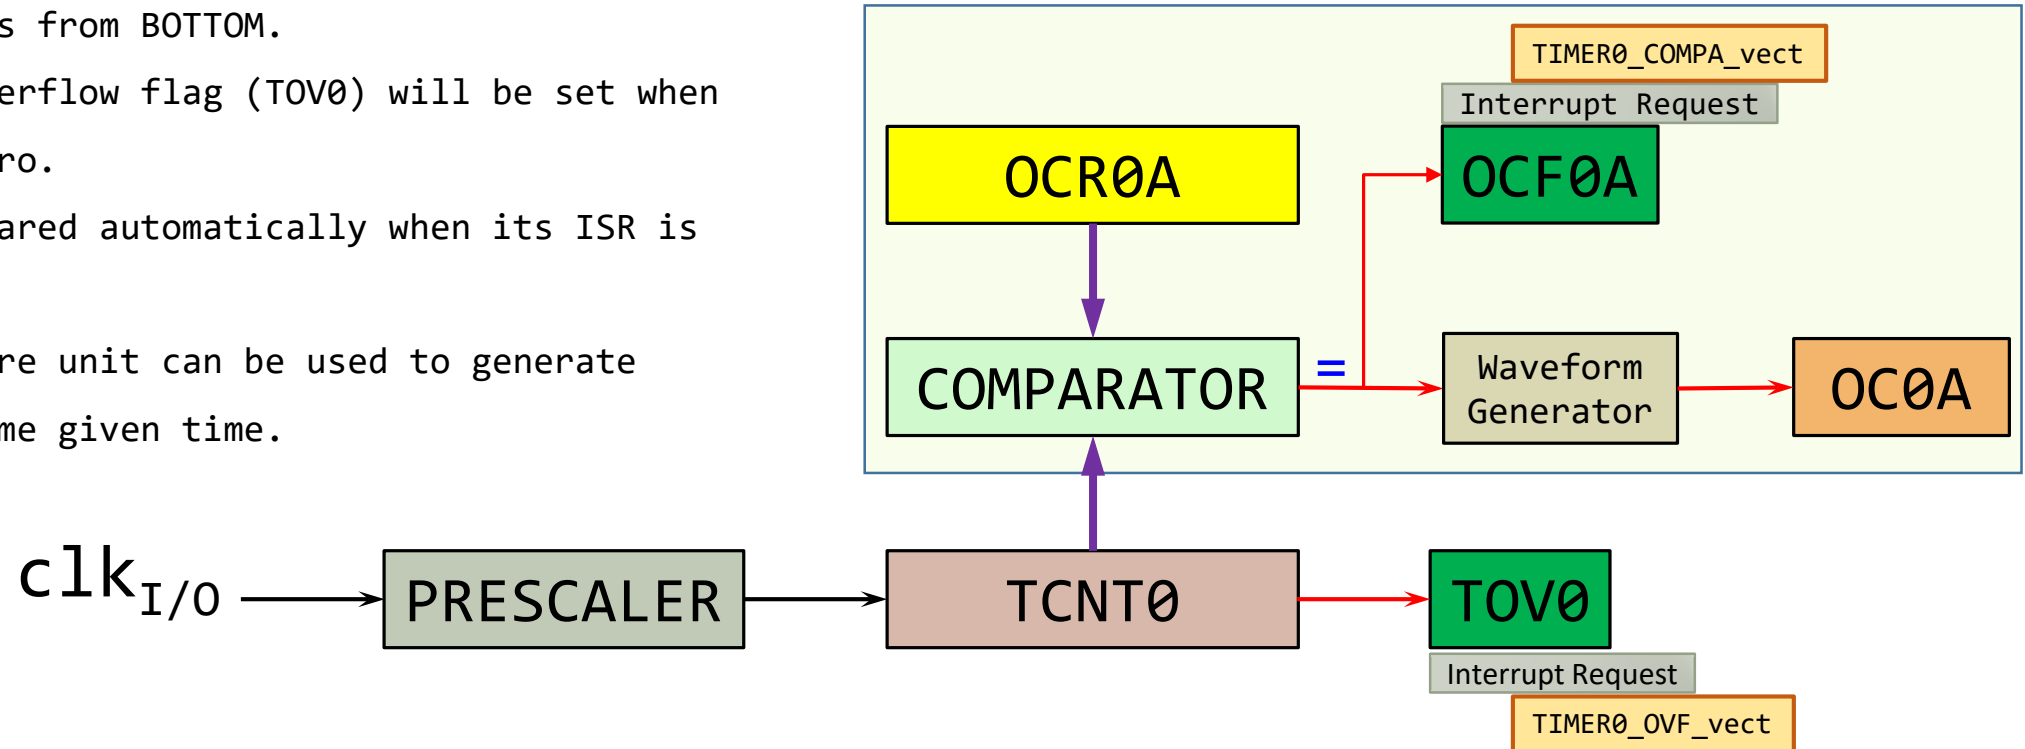 s from BOTTOM.
erflow flag (TOV0) will be set when
ro.
ared automatically when its ISR is
re unit can be used to generate
me given time.
TIMER0_COMPA_vect
Interrupt Request
OCR0A
OCF0A
COMPARATOR
=
Waveform
Generator
OC0A
clkI/O
PRESCALER
TCNT0
TOV0
Interrupt Request
TIMER0_OVF_vect